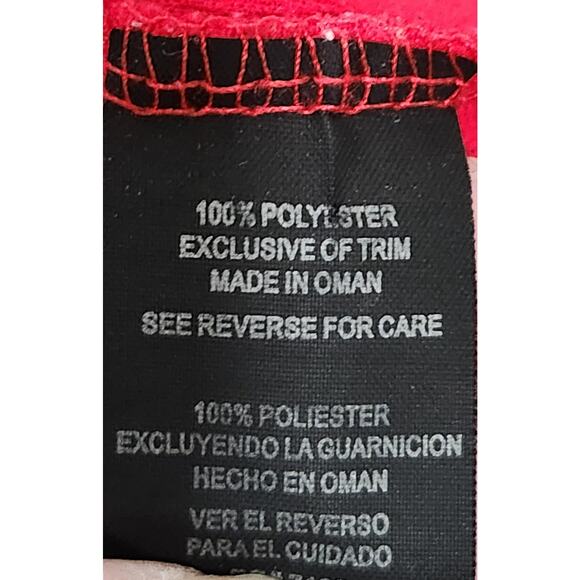 100% POLYESTER
EXCLUSIVE OF TRIM
MADE IN OMAN
SEE REVERSE FOR CARE
100% POLIESTER
EXCLUYENDO LA GUARNICION
HECHO EN OMAN
VER EL REVERSO
PARA EL CUIDADO